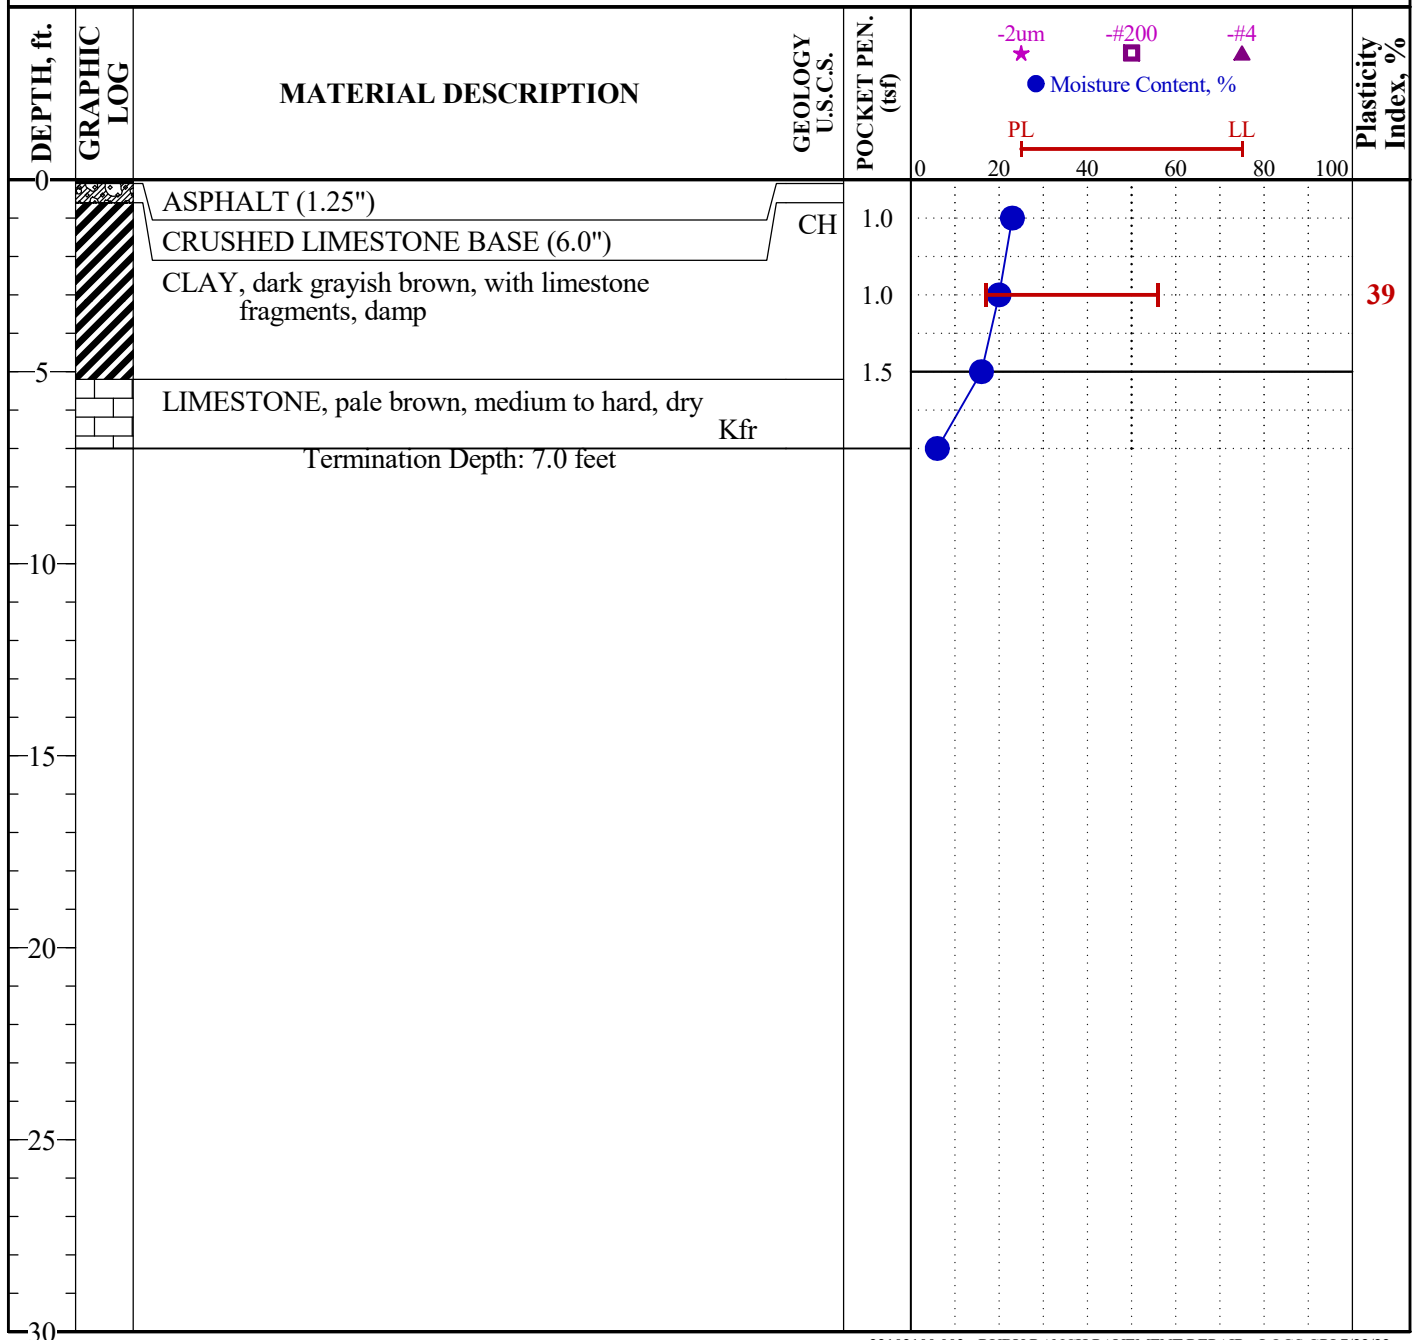 DEPTH, ft.
GRAPHIC
LOG
MATERIAL DESCRIPTION
GEOLOGY
U.S.C.S.
POCKET PEN.
(tsf)
-2um -#200 -#4
Moisture Content, %
PL LL
0 20 40 60 80 100
Plasticity
Index, %
0
ASPHALT (1.25")
CH
1.0
CRUSHED LIMESTONE BASE (6.0")
CLAY, dark grayish brown, with limestone
fragments, damp
1.0
39
5
1.5
LIMESTONE, pale brown, medium to hard, dry
Kfr
Termination Depth: 7.0 feet
10
15
20
25
30